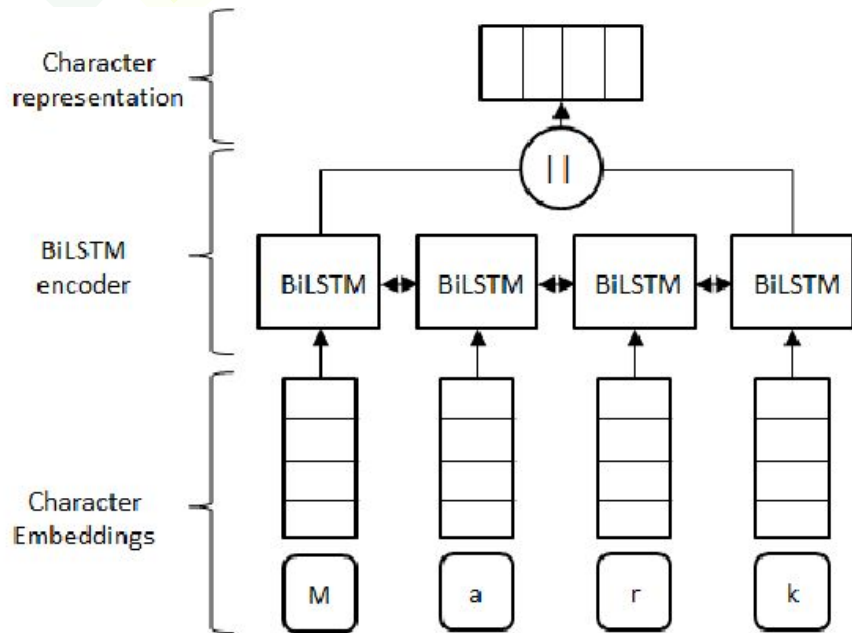 Character
representation
||
BiLSTM
encoder
BiLSTM BiLSTM BiLSTM BiLSTM
Character
Embeddings
M a r k